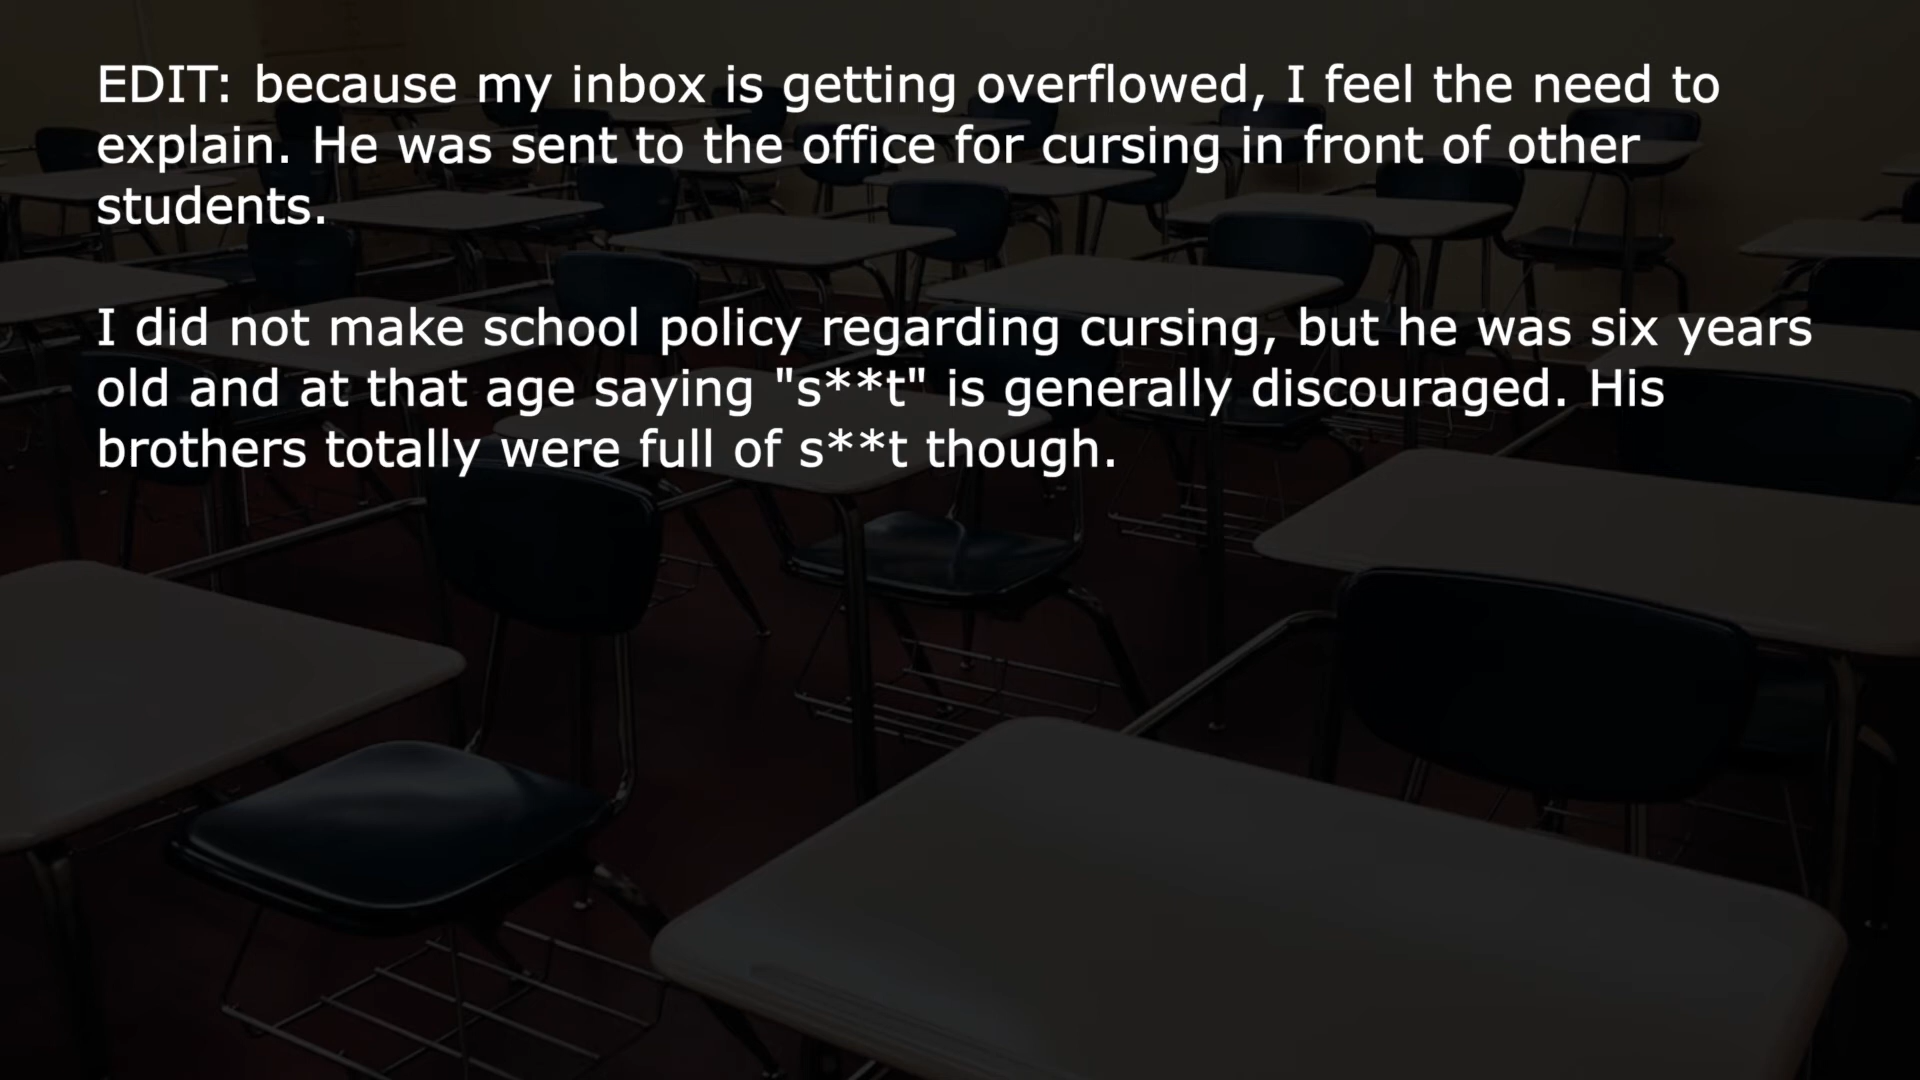 EDIT: because my inbox is getting overflowed, I feel the need to
explain. He was sent to the office for cursing in front of other
students.
I did not make school policy regarding cursing, but he was six years
old and at that age saying "s**t" is generally discouraged. His
brothers totally were full of s**t though.